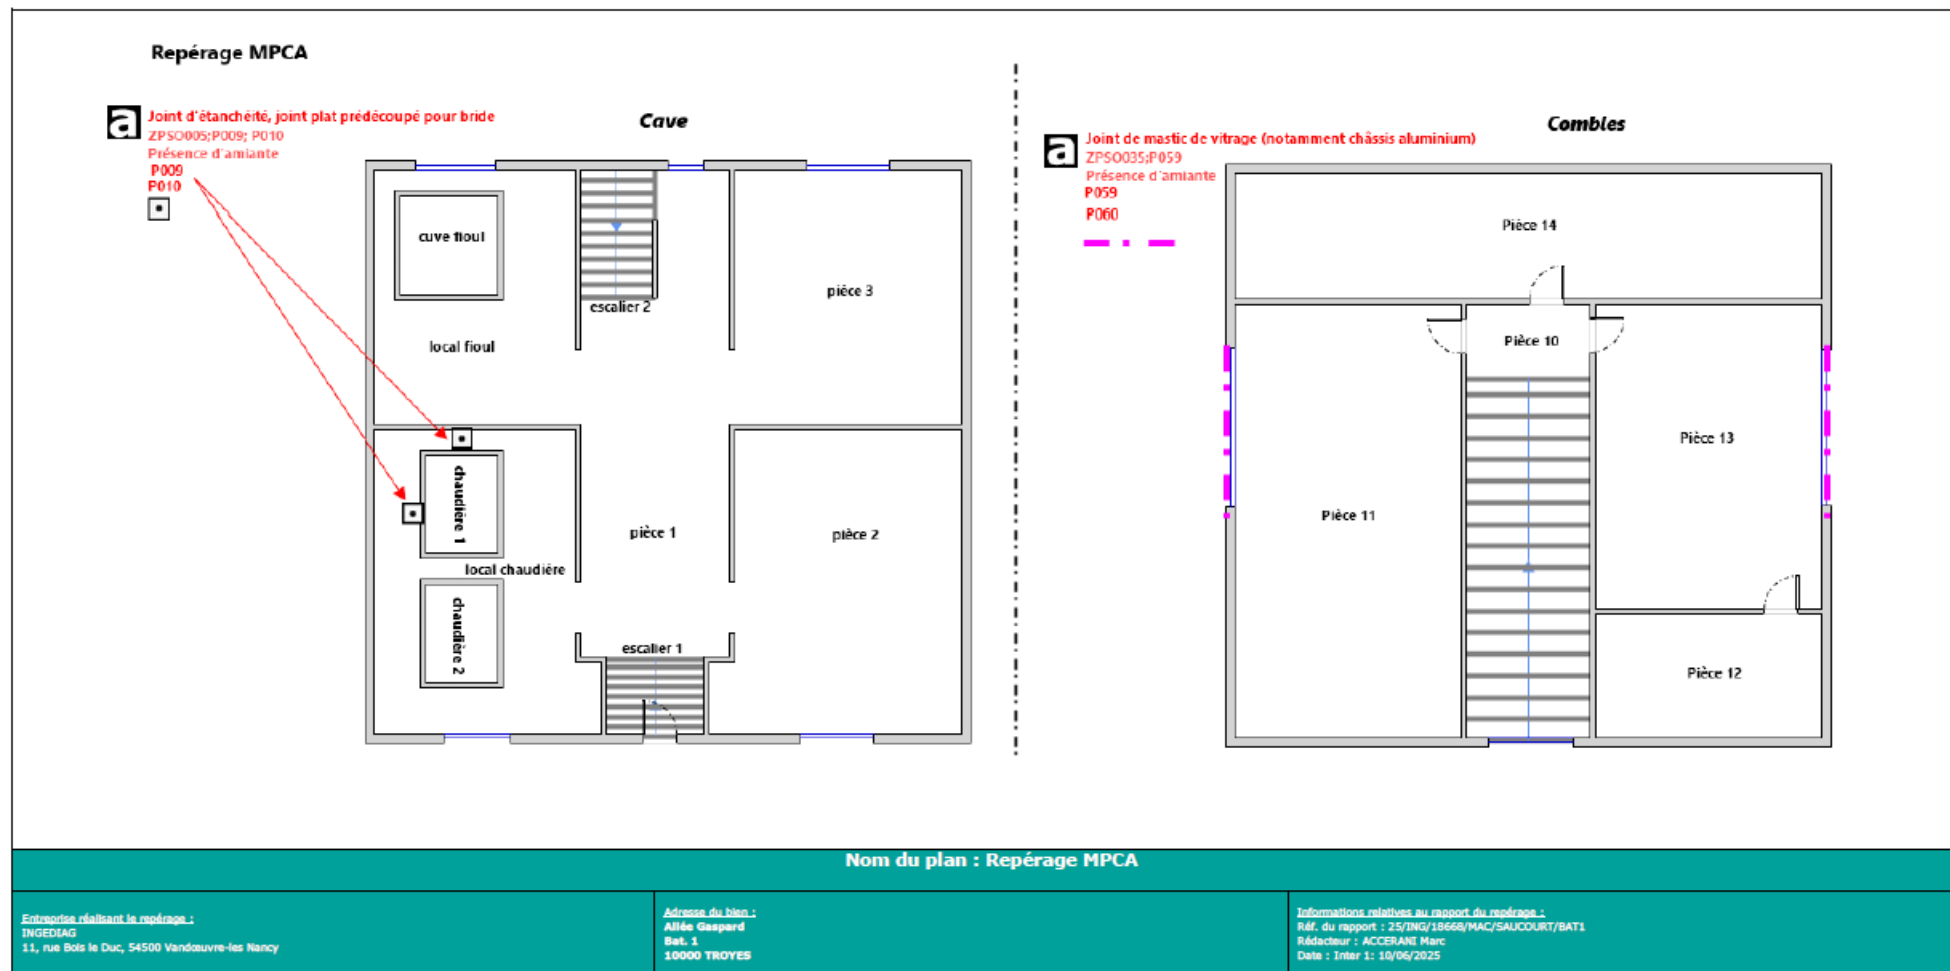 Repérage MPCA
a
Joint d'étanchéité, joint plat prédécoupé pour bride
ZPSO005;P009; P010
Présence d'amiante
P009
P010
Cave
cuve fioul
escalier 2
pièce 3
local fioul
chaudière 1
pièce 1
pièce 2
local chaudière
chaudière 2
escalier 1
Combles
a
Joint de mastic de vitrage (notamment châssis aluminium)
ZPSO035;P059
Présence d'amiante
P059
P060
Pièce 14
Pièce 10
Pièce 13
Pièce 11
Pièce 12
Nom du plan : Repérage MPCA
Entreprise réalisant le repérage :
INGEDIAG
11, rue Bois le Duc, 54500 Vandœuvre-les Nancy
Adresse du bien :
Allée Gaspard
Bat. 1
10000 TROYES
Informations relatives au rapport du repérage :
Réf. du rapport : 25/ING/18668/MAC/SAUCOURT/BAT1
Rédacteur : ACCERANI Marc
Date : Inter 1: 10/06/2025